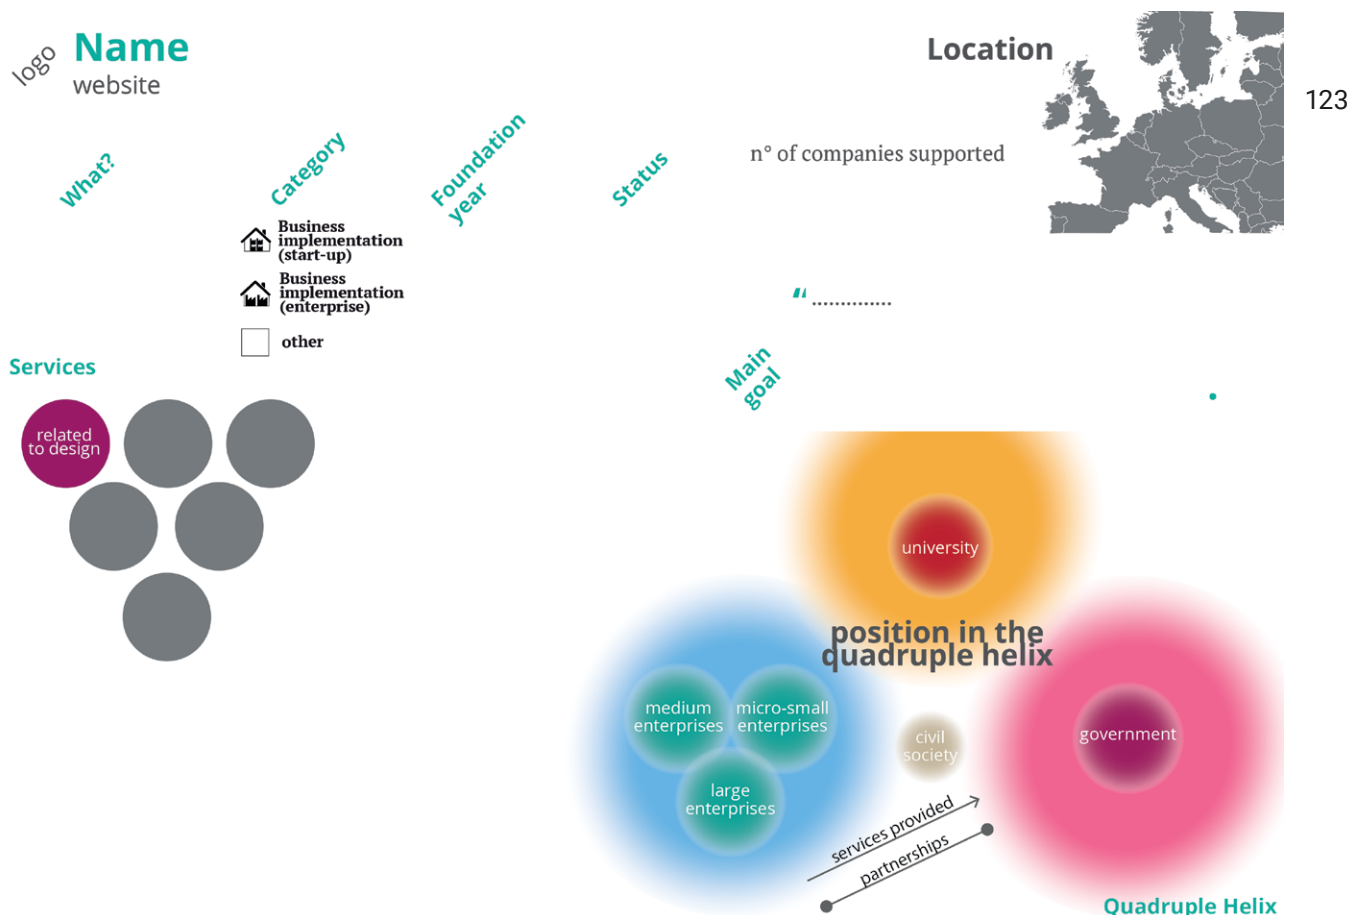 logo
Name
website
Location
123
What?
Category
Foundation
year
Status
n° of companies supported
Business
implementation
(start-up)
Business
implementation
(enterprise)
other
“ ..............
Services
Main
goal
related
to design
university
position in the
quadruple helix
medium
enterprises
micro-small
enterprises
large
enterprises
civil
society
government
services provided
partnerships
Quadruple Helix